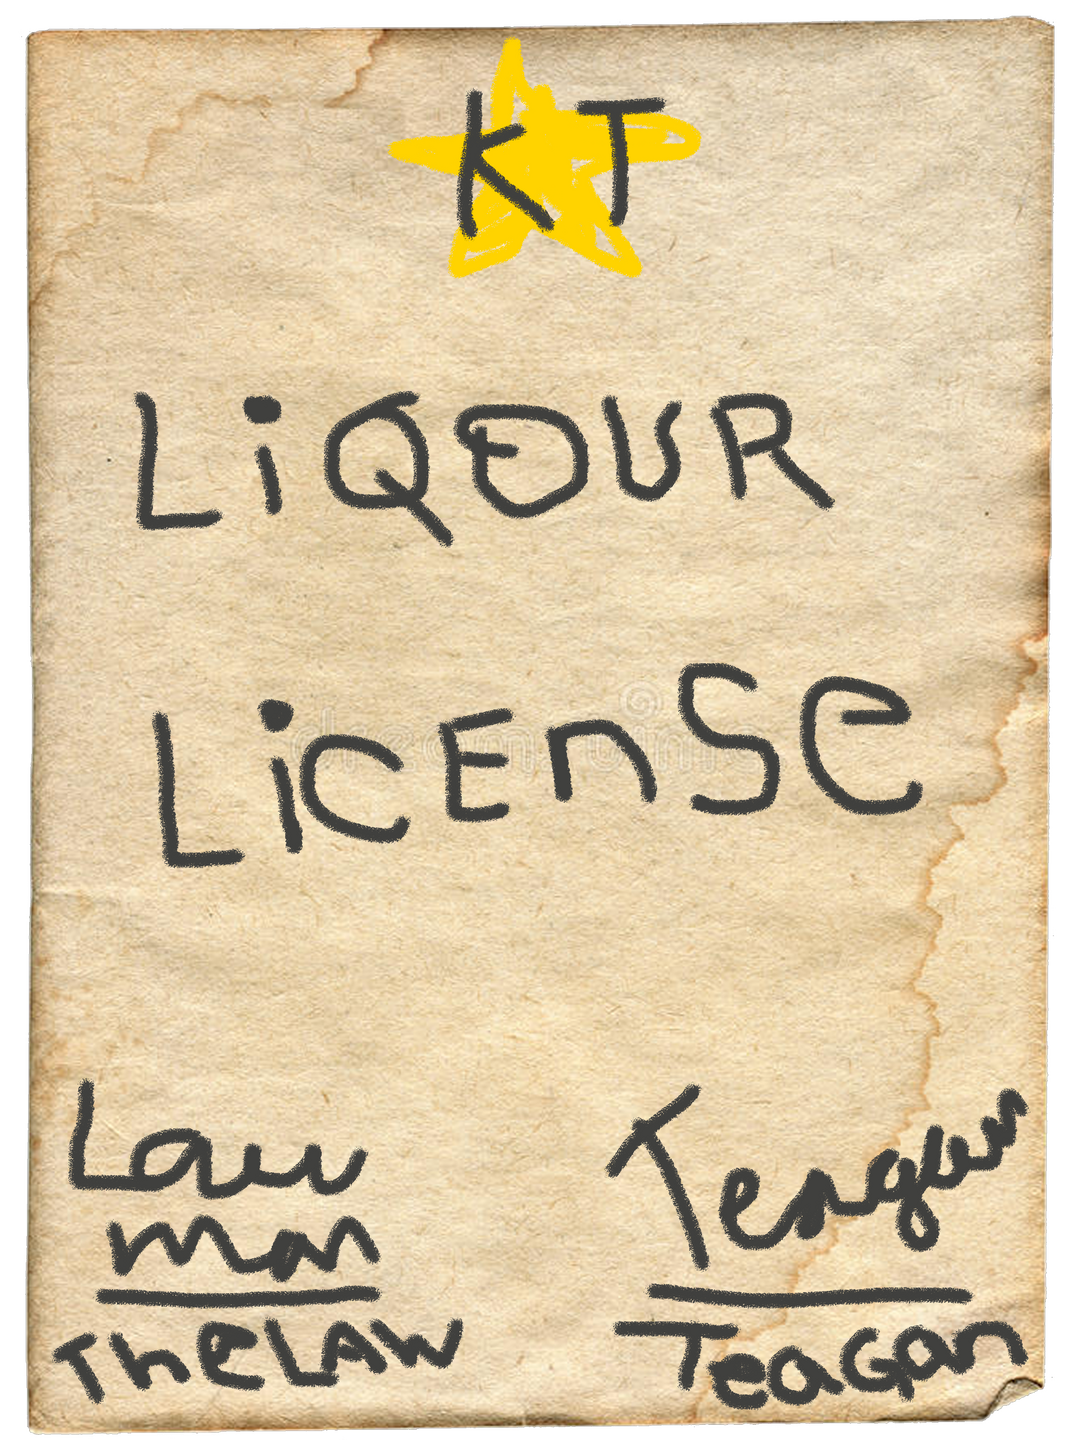 KT
LiQOUR
LiCEnSe
Law
man
TheLAW
Teagan
TeaGan